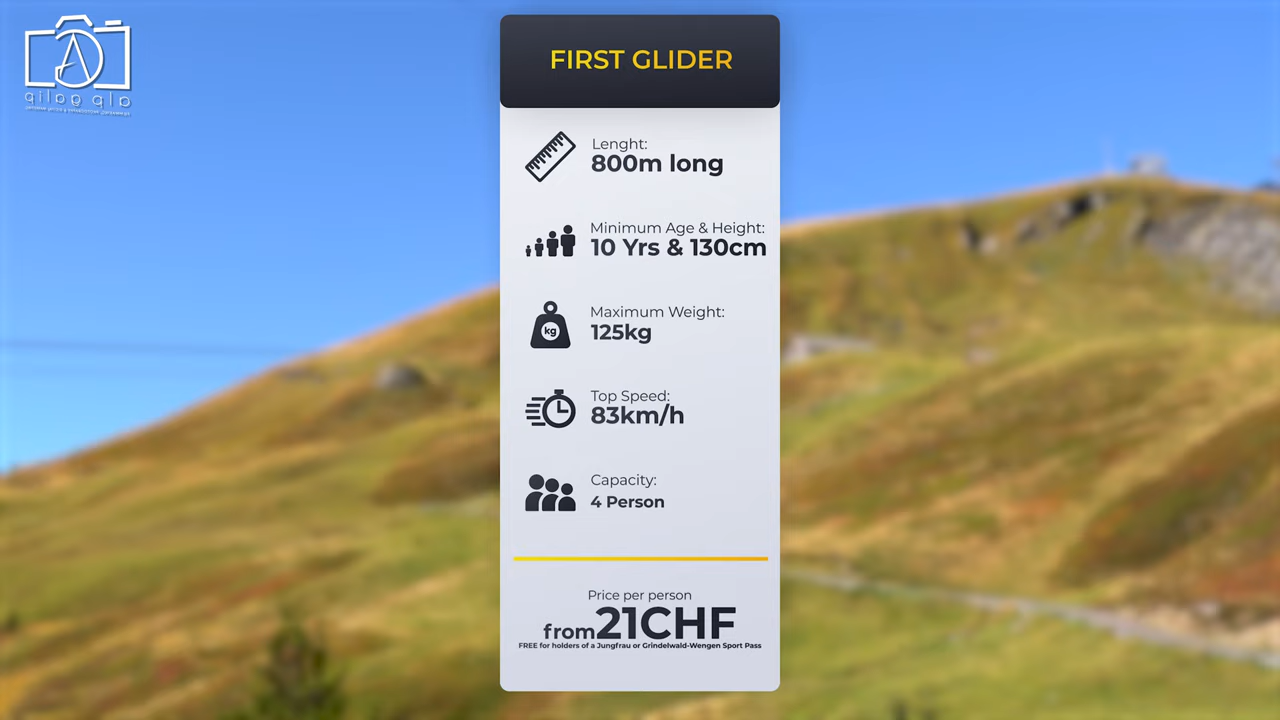 FIRST GLIDER
Lenght:
800m long
Minimum Age & Height:
10 Yrs & 130cm
Maximum Weight:
kg
125kg
Top Speed:
83km/h
Capacity:
4 Person
Price per person
from21CHF
FREE for holders of a Jungfrau or Grindelwald-Wengen Sport Pass